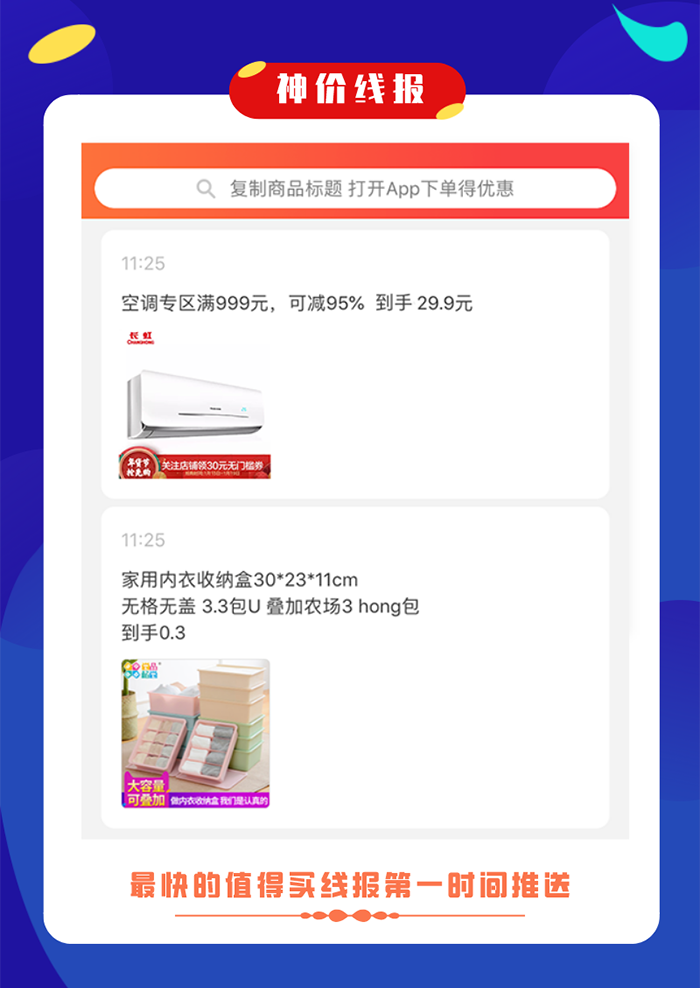 神价线报
复制商品标题 打开App下单得优惠
11:25
空调专区满999元，可减95% 到手 29.9元
长虹
CHANGHONG
年货节
抢先购
关注店铺领30元无门槛券
11:25
家用内衣收纳盒30*23*11cm
无格无盖 3.3包U 叠加农场3 hong包
到手0.3
大容量
可叠加
做内衣收纳盒 我们是认真的
最快的值得买线报第一时间推送